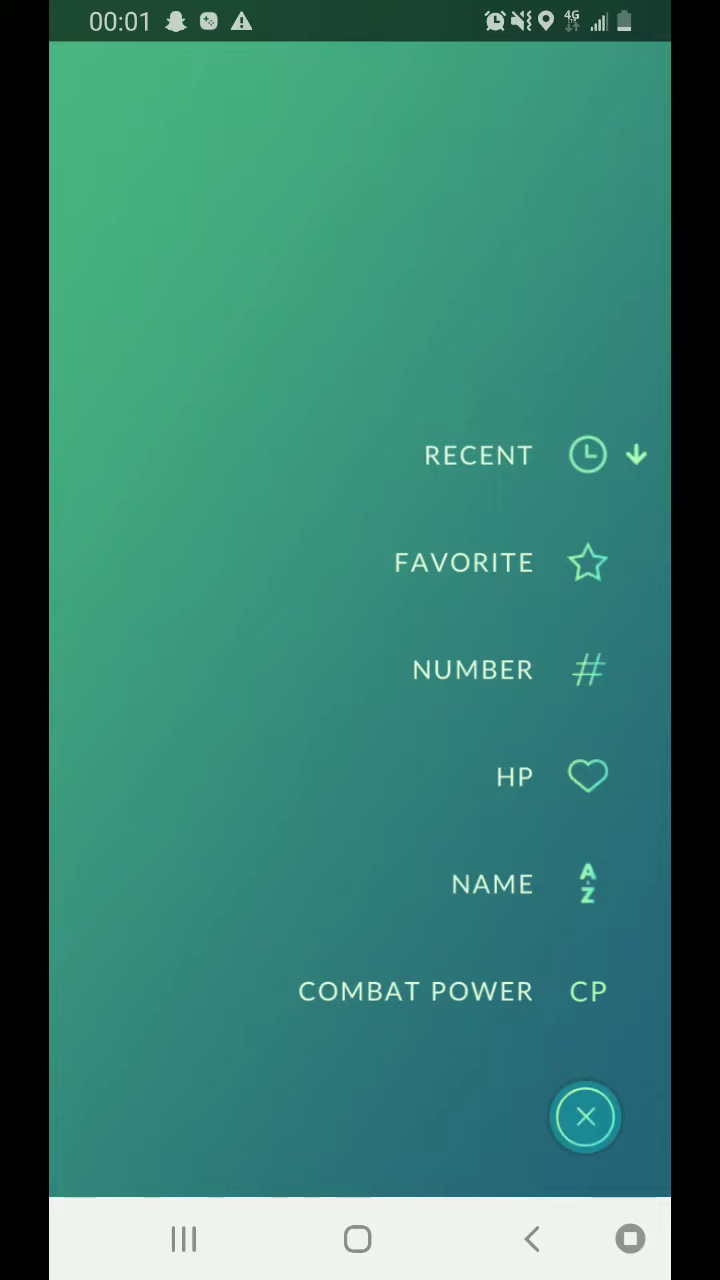 00:01
4G
RECENT
FAVORITE
NUMBER
#
HP
NAME
A
Z
COMBAT POWER
CP